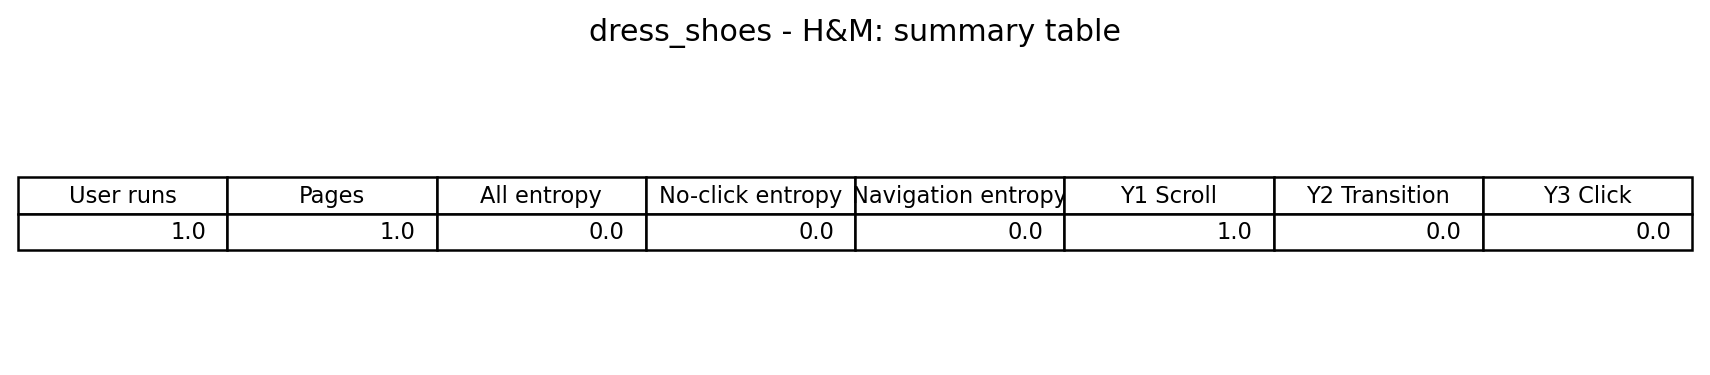 dress_shoes - H&M: summary table
User runs Pages All entropy No-click entropy Navigation entropy Y1 Scroll Y2 Transition Y3 Click
1.0 1.0 0.0 0.0 0.0 1.0 0.0 0.0